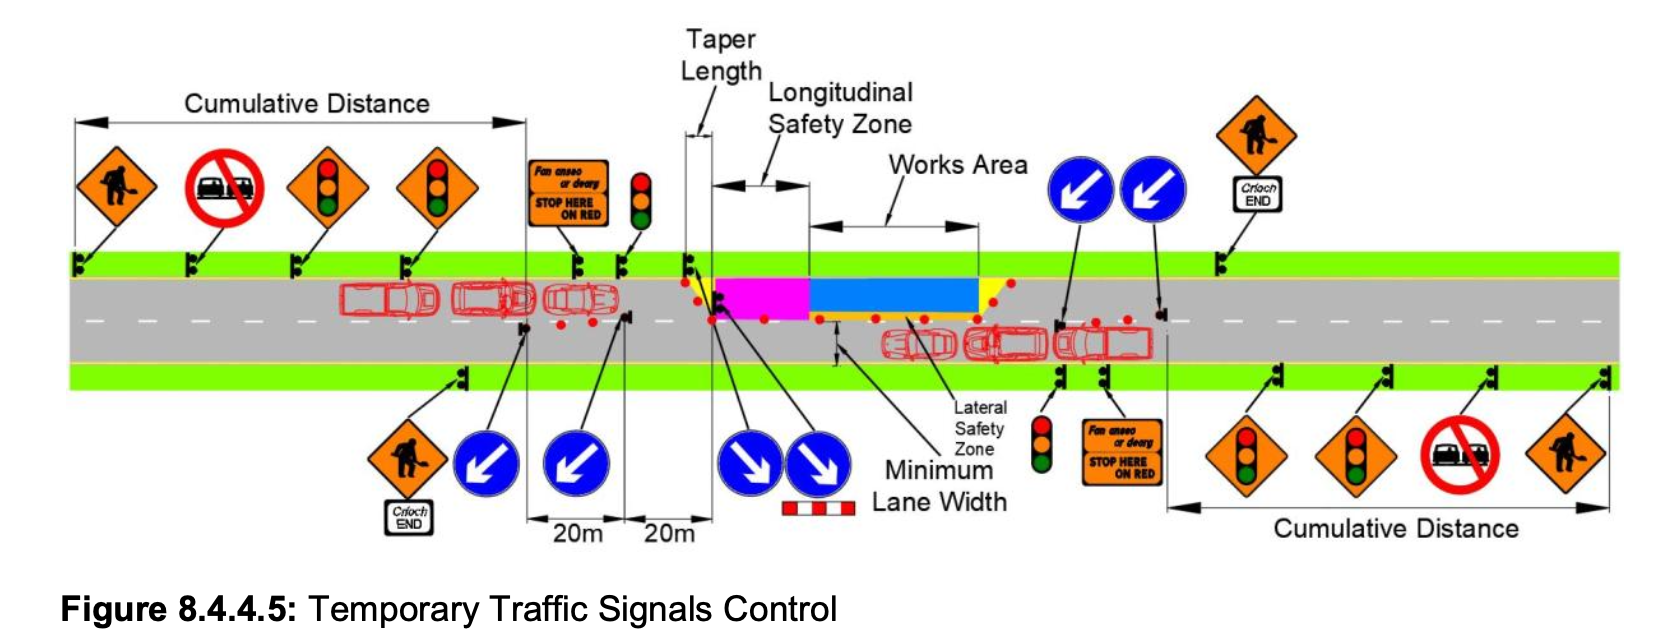 Taper
Length
Longitudinal
Safety Zone
Cumulative Distance
Works Area
Fan anseo
ar dearg
STOP HERE
ON RED
Críoch
END
Lateral
Safety
Zone
Minimum
Lane Width
Fan anseo
ar dearg
STOP HERE
ON RED
Críoch
END
20m
20m
Cumulative Distance
Figure 8.4.4.5: Temporary Traffic Signals Control